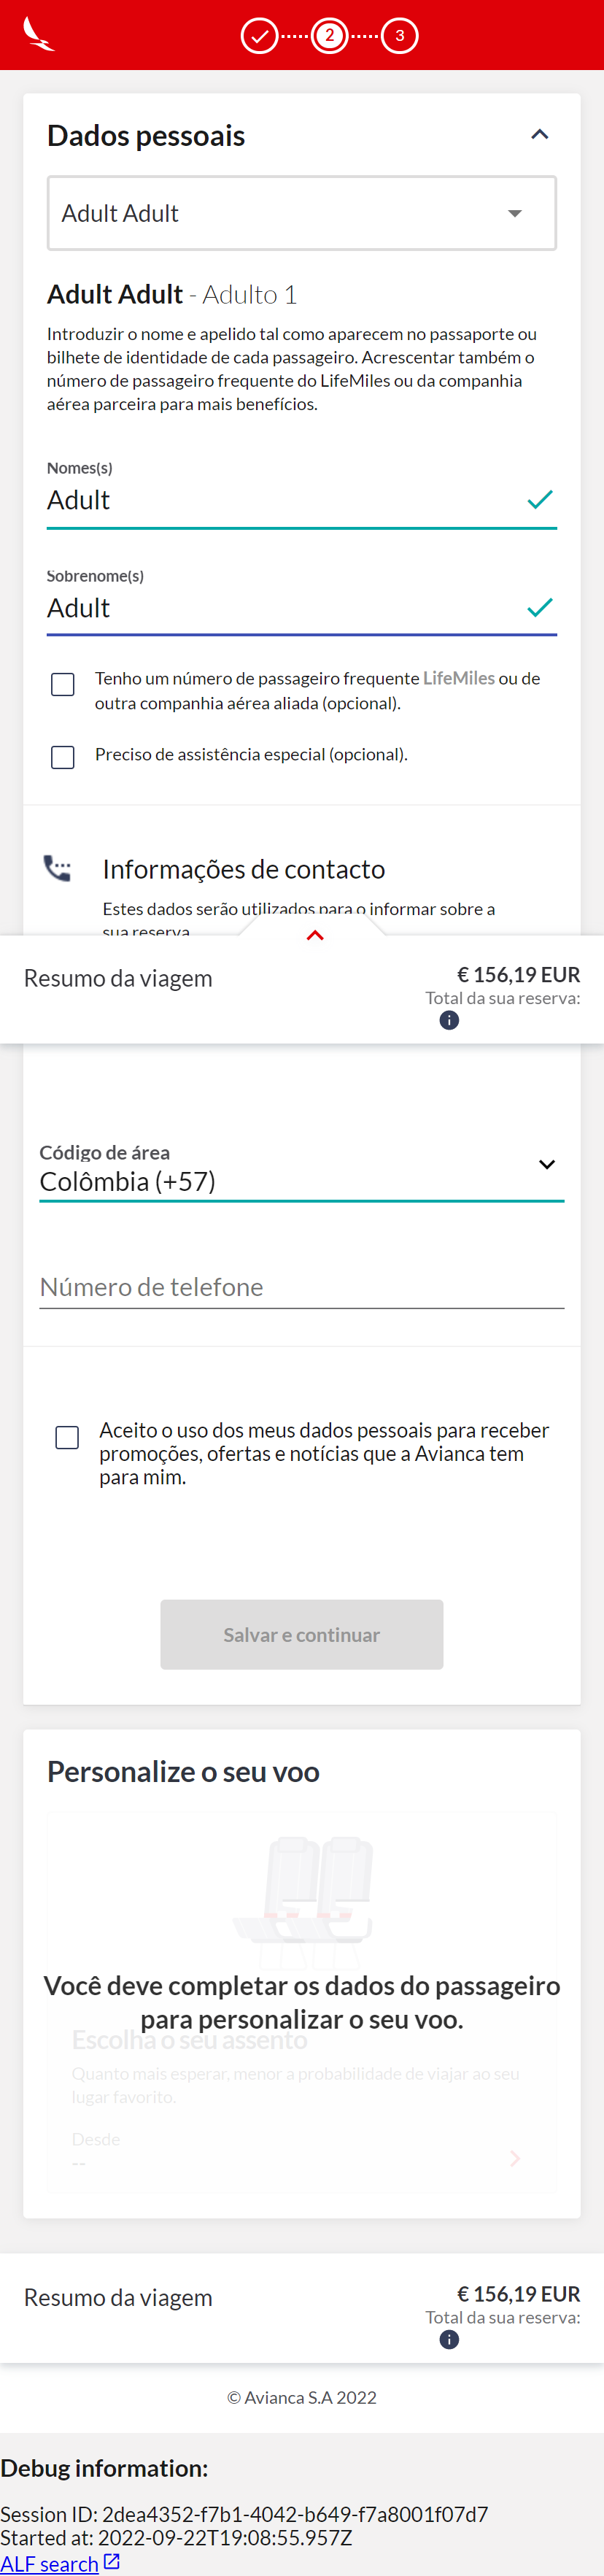 2
3
Dados pessoais
Adult Adult
Adult Adult - Adulto 1
Introduzir o nome e apelido tal como aparecem no passaporte ou
bilhete de identidade de cada passageiro. Acrescentar também o
número de passageiro frequente do LifeMiles ou da companhia
aérea parceira para mais benefícios.
Nomes(s)
Adult
Sobrenome(s)
Adult
Tenho um número de passageiro frequente LifeMiles ou de
outra companhia aérea aliada (opcional).
Preciso de assistência especial (opcional).
Informações de contacto
Estes dados serão utilizados para o informar sobre a
sua reserva
Resumo da viagem
€ 156,19 EUR
Total da sua reserva:
Código de área
Colômbia (+57)
Número de telefone
Aceito o uso dos meus dados pessoais para receber
promoções, ofertas e notícias que a Avianca tem
para mim.
Salvar e continuar
Personalize o seu voo
Você deve completar os dados do passageiro
para personalizar o seu voo.
Escolha o seu assento
Quanto mais esperar, menor a probabilidade de viajar ao seu
lugar favorito.
Desde
--
Resumo da viagem
€ 156,19 EUR
Total da sua reserva:
© Avianca S.A 2022
Debug information:
Session ID: 2dea4352-f7b1-4042-b649-f7a8001f07d7
Started at: 2022-09-22T19:08:55.957Z
ALF search